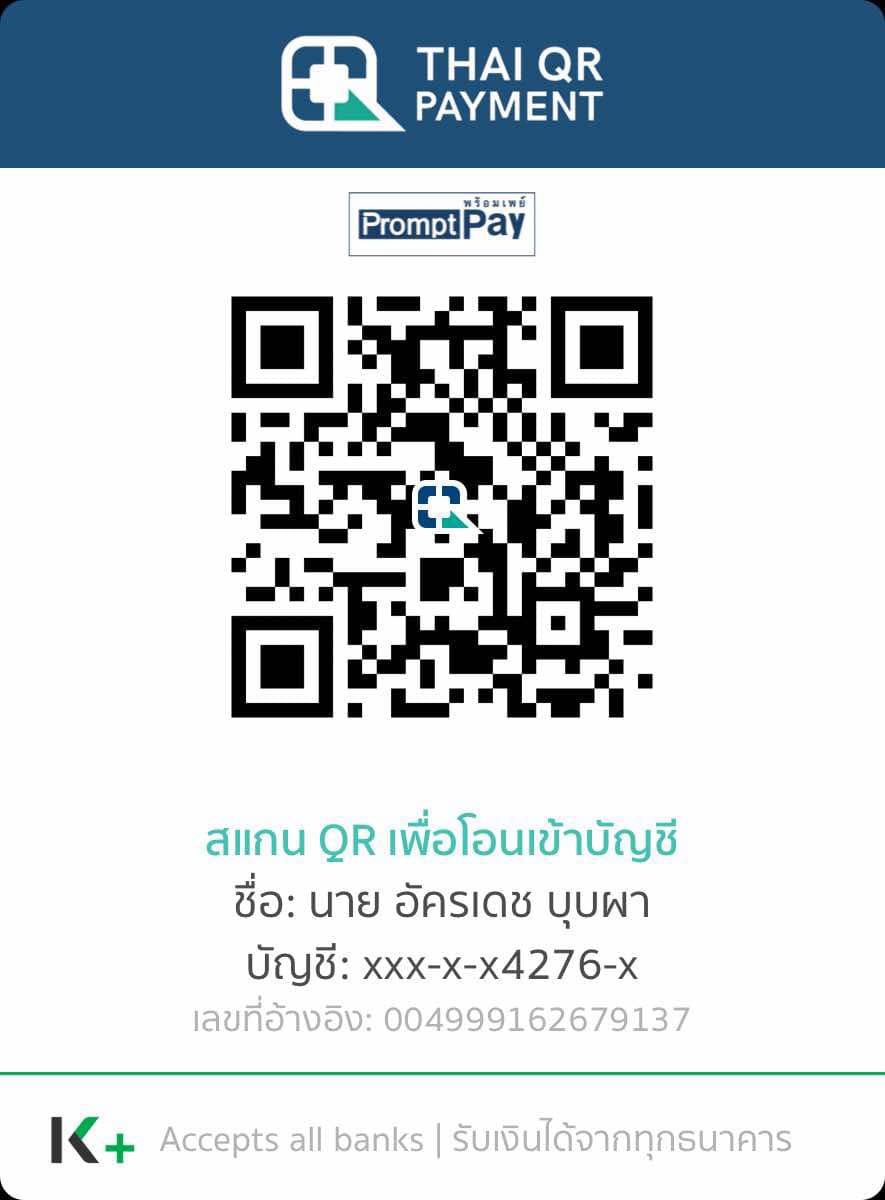 THAI QR
PAYMENT
พร้อมเพย์
PromptPay
สแกน QR เพื่อโอนเข้าบัญชี
ชื่อ: นาย อัครเดช บุบผา
บัญชี: xxx-x-x4276-x
เลขที่อ้างอิง: 004999162679137
K+ Accepts all banks | รับเงินได้จากทุกธนาคาร